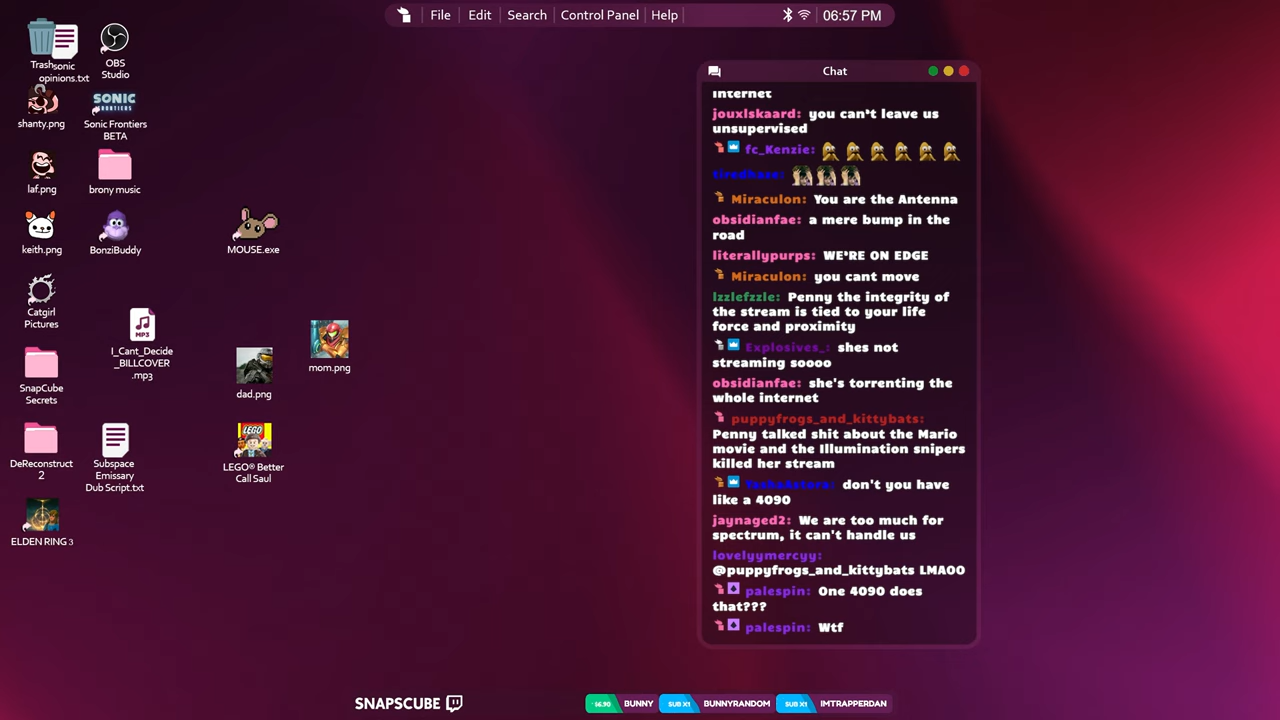 File Edit Search Control Panel Help 06:57 PM
Trash
sonic opinions.txt
OBS
Studio
shanty.png
SONIC
FRONTIERS
Sonic Frontiers
BETA
laf.png
brony music
keith.png
BonziBuddy
MOUSE.exe
Catgirl
Pictures
MP3
I_Cant_Decide
_BILLCOVER
.mp3
dad.png
mom.png
SnapCube
Secrets
DeReconstruct
2
Subspace
Emissary
Dub Script.txt
LEGO
LEGO® Better
Call Saul
ELDEN RING 3
Chat
internet
jouxlskaard: you can't leave us
unsupervised
fc_Kenzie:
Miraculon: You are the Antenna
obsidianfae: a mere bump in the
road
literallypurps: WE'RE ON EDGE
Miraculon: you cant move
Izzlefzzle: Penny the integrity of
the stream is tied to your life
force and proximity
Explosives_: shes not
streaming soooo
obsidianfae: she's torrenting the
whole internet
puppyfrogs_and_kittybats:
Penny talked shit about the Mario
movie and the Illumination snipers
killed her stream
don't you have
like a 4090
jaynaged2: We are too much for
spectrum, it can't handle us
lovelyymercyy:
@puppyfrogs_and_kittybats LMAOO
palespin: One 4090 does
that???
palespin: Wtf
SNAPSCUBE
$6.90 BUNNY SUB X1 BUNNYRANDOM SUB X1 IMTRAPPERDAN